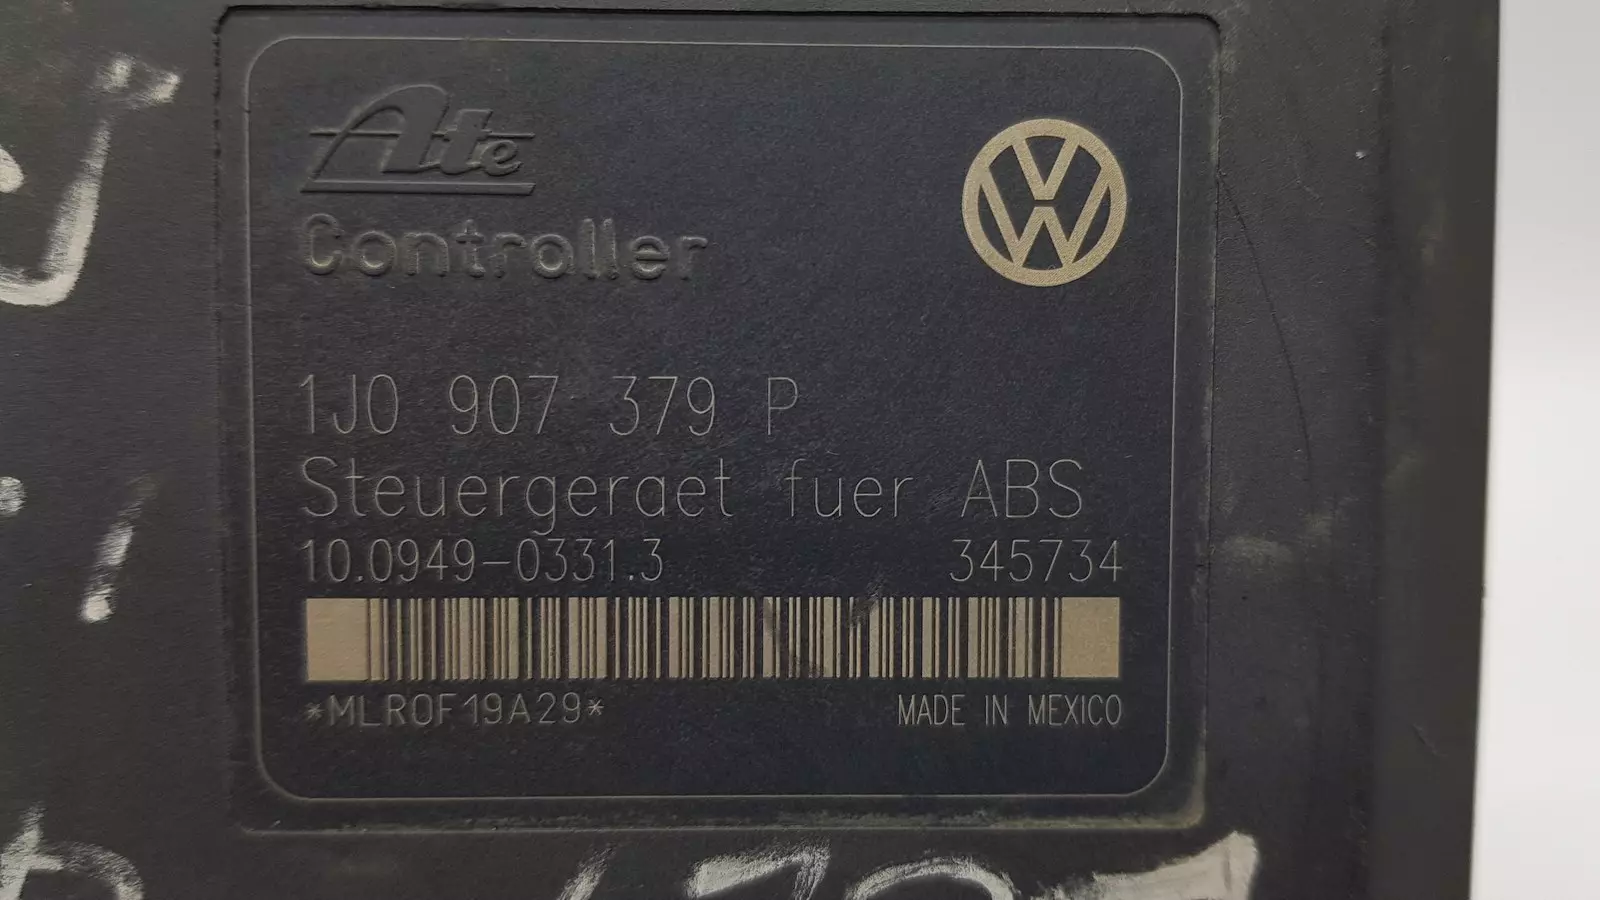 Ate
Controller
1J0 907 379 P
Steuergeraet fuer ABS
10.0949-0331.3 345734
*MLR0F19A29* MADE IN MEXICO